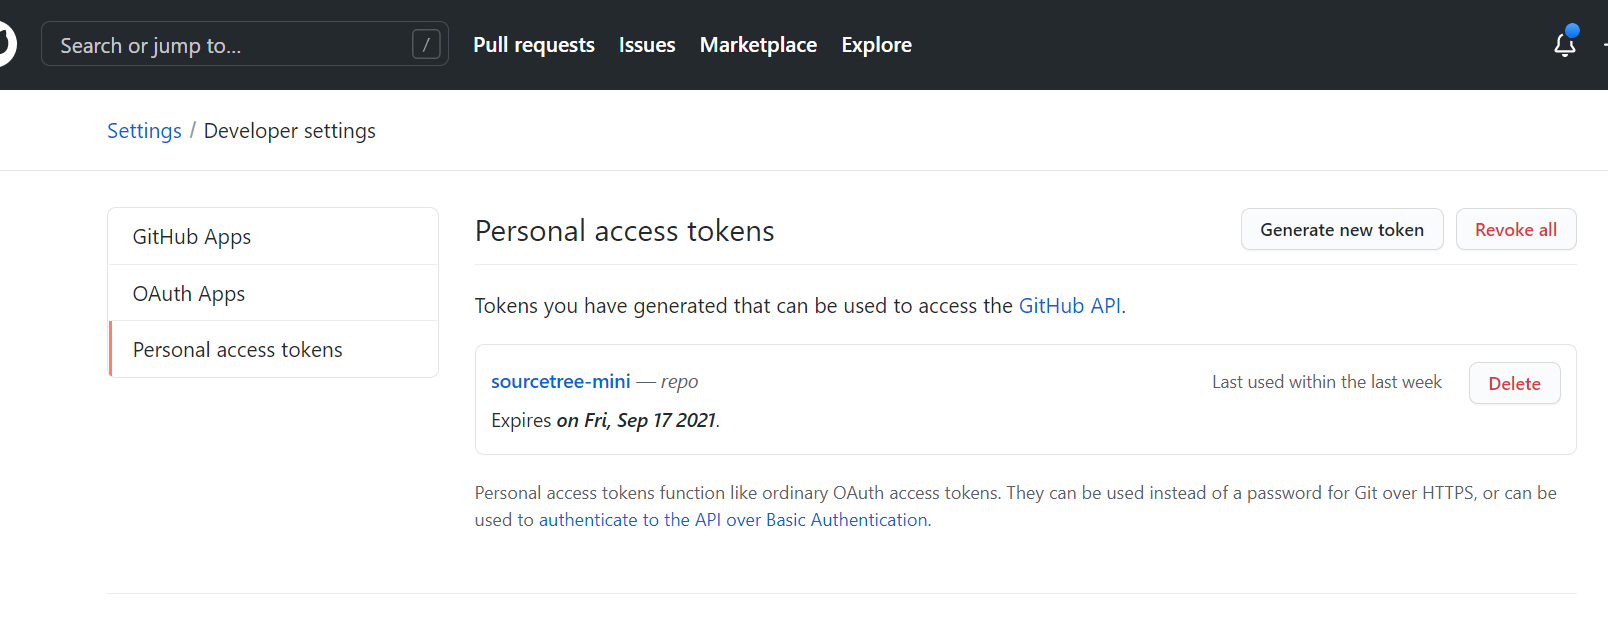 Search or jump to... /
Pull requests Issues Marketplace Explore
Settings / Developer settings
GitHub Apps
OAuth Apps
Personal access tokens
Personal access tokens
Generate new token
Revoke all
Tokens you have generated that can be used to access the GitHub API.
sourcetree-mini — repo
Last used within the last week
Delete
Expires on Fri, Sep 17 2021.
Personal access tokens function like ordinary OAuth access tokens. They can be used instead of a password for Git over HTTPS, or can be
used to authenticate to the API over Basic Authentication.